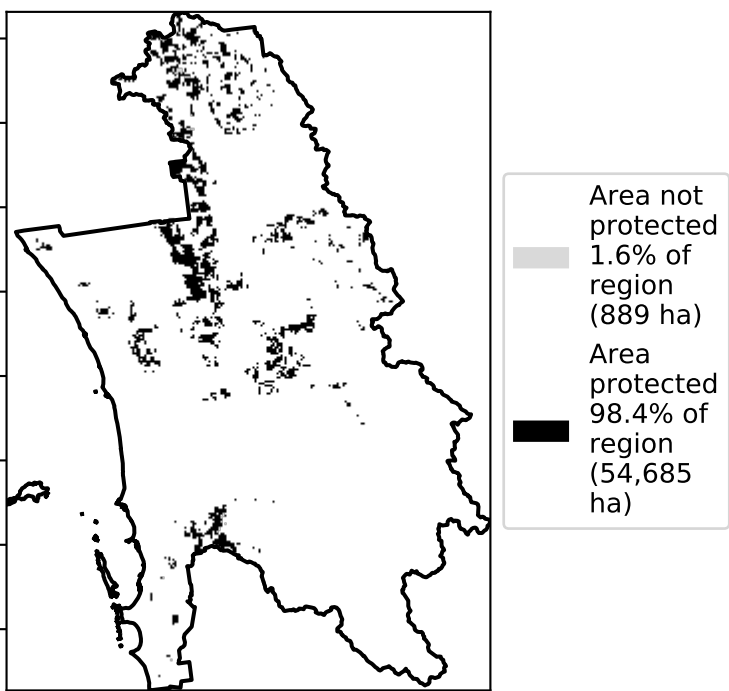 Area not
protected
1.6% of
region
(889 ha)
Area
protected
98.4% of
region
(54,685
ha)